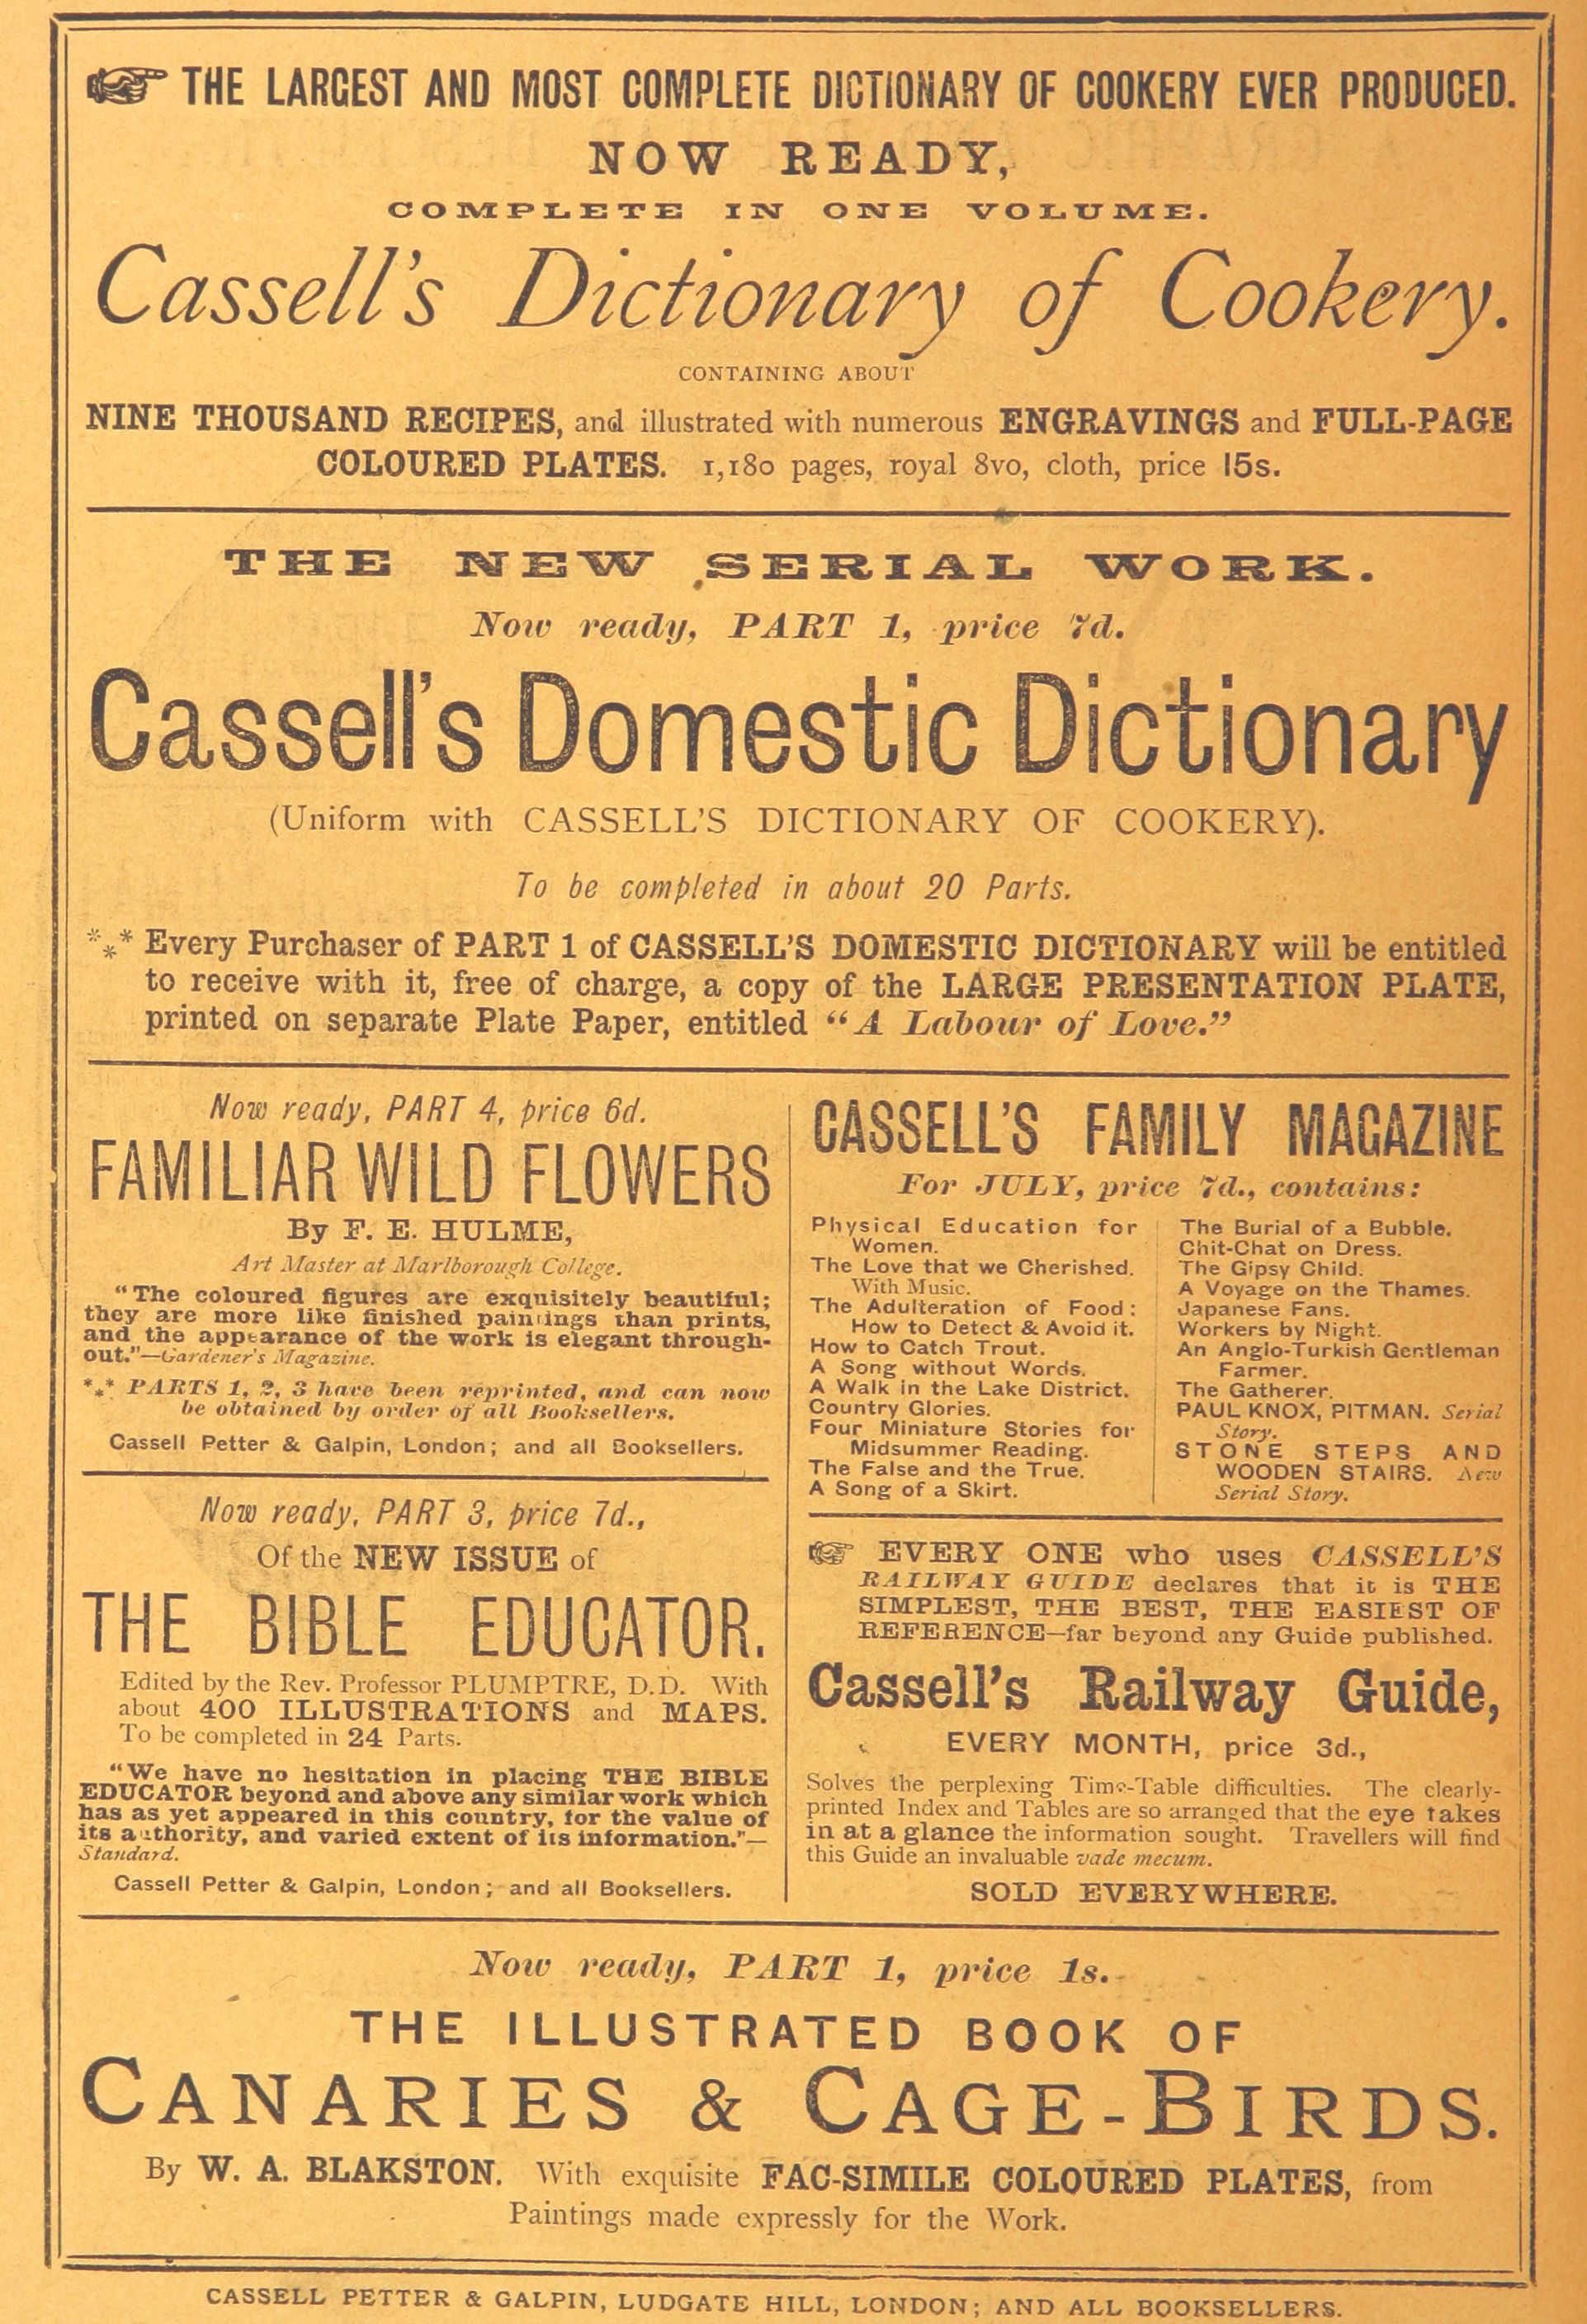 THE LARGEST AND MOST COMPLETE DICTIONARY OF COOKERY EVER PRODUCED.
NOW READY,
COMPLETE IN ONE VOLUME.
Cassell's Dictionary of Cookery.
CONTAINING ABOUT
NINE THOUSAND RECIPES, and illustrated with numerous ENGRAVINGS and FULL-PAGE
COLOURED PLATES. 1,180 pages, royal 8vo, cloth, price 15s.
THE NEW SERIAL WORK.
Now ready, PART 1, price 7d.
Cassell's Domestic Dictionary
(Uniform with CASSELL'S DICTIONARY OF COOKERY).
To be completed in about 20 Parts.
*** Every Purchaser of PART 1 of CASSELL'S DOMESTIC DICTIONARY will be entitled
to receive with it, free of charge, a copy of the LARGE PRESENTATION PLATE,
printed on separate Plate Paper, entitled "A Labour of Love."
Now ready, PART 4, price 6d.
FAMILIAR WILD FLOWERS
By F. E. HULME,
Art Master at Marlborough College.
"The coloured figures are exquisitely beautiful;
they are more like finished paintings than prints,
and the appearance of the work is elegant through-
out."—Gardener's Magazine.
*** PARTS 1, 2, 3 have been reprinted, and can now
be obtained by order of all Booksellers.
Cassell Petter & Galpin, London; and all Booksellers.
Now ready, PART 3, price 7d.,
Of the NEW ISSUE of
THE BIBLE EDUCATOR.
Edited by the Rev. Professor PLUMPTRE, D.D. With
about 400 ILLUSTRATIONS and MAPS.
To be completed in 24 Parts.
"We have no hesitation in placing THE BIBLE
EDUCATOR beyond and above any similar work which
has as yet appeared in this country, for the value of
its authority, and varied extent of its information."—
Standard.
Cassell Petter & Galpin, London; and all Booksellers.
CASSELL'S FAMILY MAGAZINE
For JULY, price 7d., contains:
Physical Education for
Women.
The Love that we Cherished.
With Music.
The Adulteration of Food:
How to Detect & Avoid it.
How to Catch Trout.
A Song without Words.
A Walk in the Lake District.
Country Glories.
Four Miniature Stories for
Midsummer Reading.
The False and the True.
A Song of a Skirt.
The Burial of a Bubble.
Chit-Chat on Dress.
The Gipsy Child.
A Voyage on the Thames.
Japanese Fans.
Workers by Night.
An Anglo-Turkish Gentleman
Farmer.
The Gatherer.
PAUL KNOX, PITMAN. Serial
Story.
STONE STEPS AND
WOODEN STAIRS. New
Serial Story.
EVERY ONE who uses CASSELL'S
RAILWAY GUIDE declares that it is THE
SIMPLEST, THE BEST, THE EASIEST OF
REFERENCE—far beyond any Guide published.
Cassell's Railway Guide,
EVERY MONTH, price 3d.,
Solves the perplexing Time-Table difficulties. The clearly-
printed Index and Tables are so arranged that the eye takes
in at a glance the information sought. Travellers will find
this Guide an invaluable vade mecum.
SOLD EVERYWHERE.
Now ready, PART 1, price 1s.
THE ILLUSTRATED BOOK OF
CANARIES & CAGE-BIRDS.
By W. A. BLAKSTON. With exquisite FAC-SIMILE COLOURED PLATES, from
Paintings made expressly for the Work.
CASSELL PETTER & GALPIN, LUDGATE HILL, LONDON; AND ALL BOOKSELLERS.